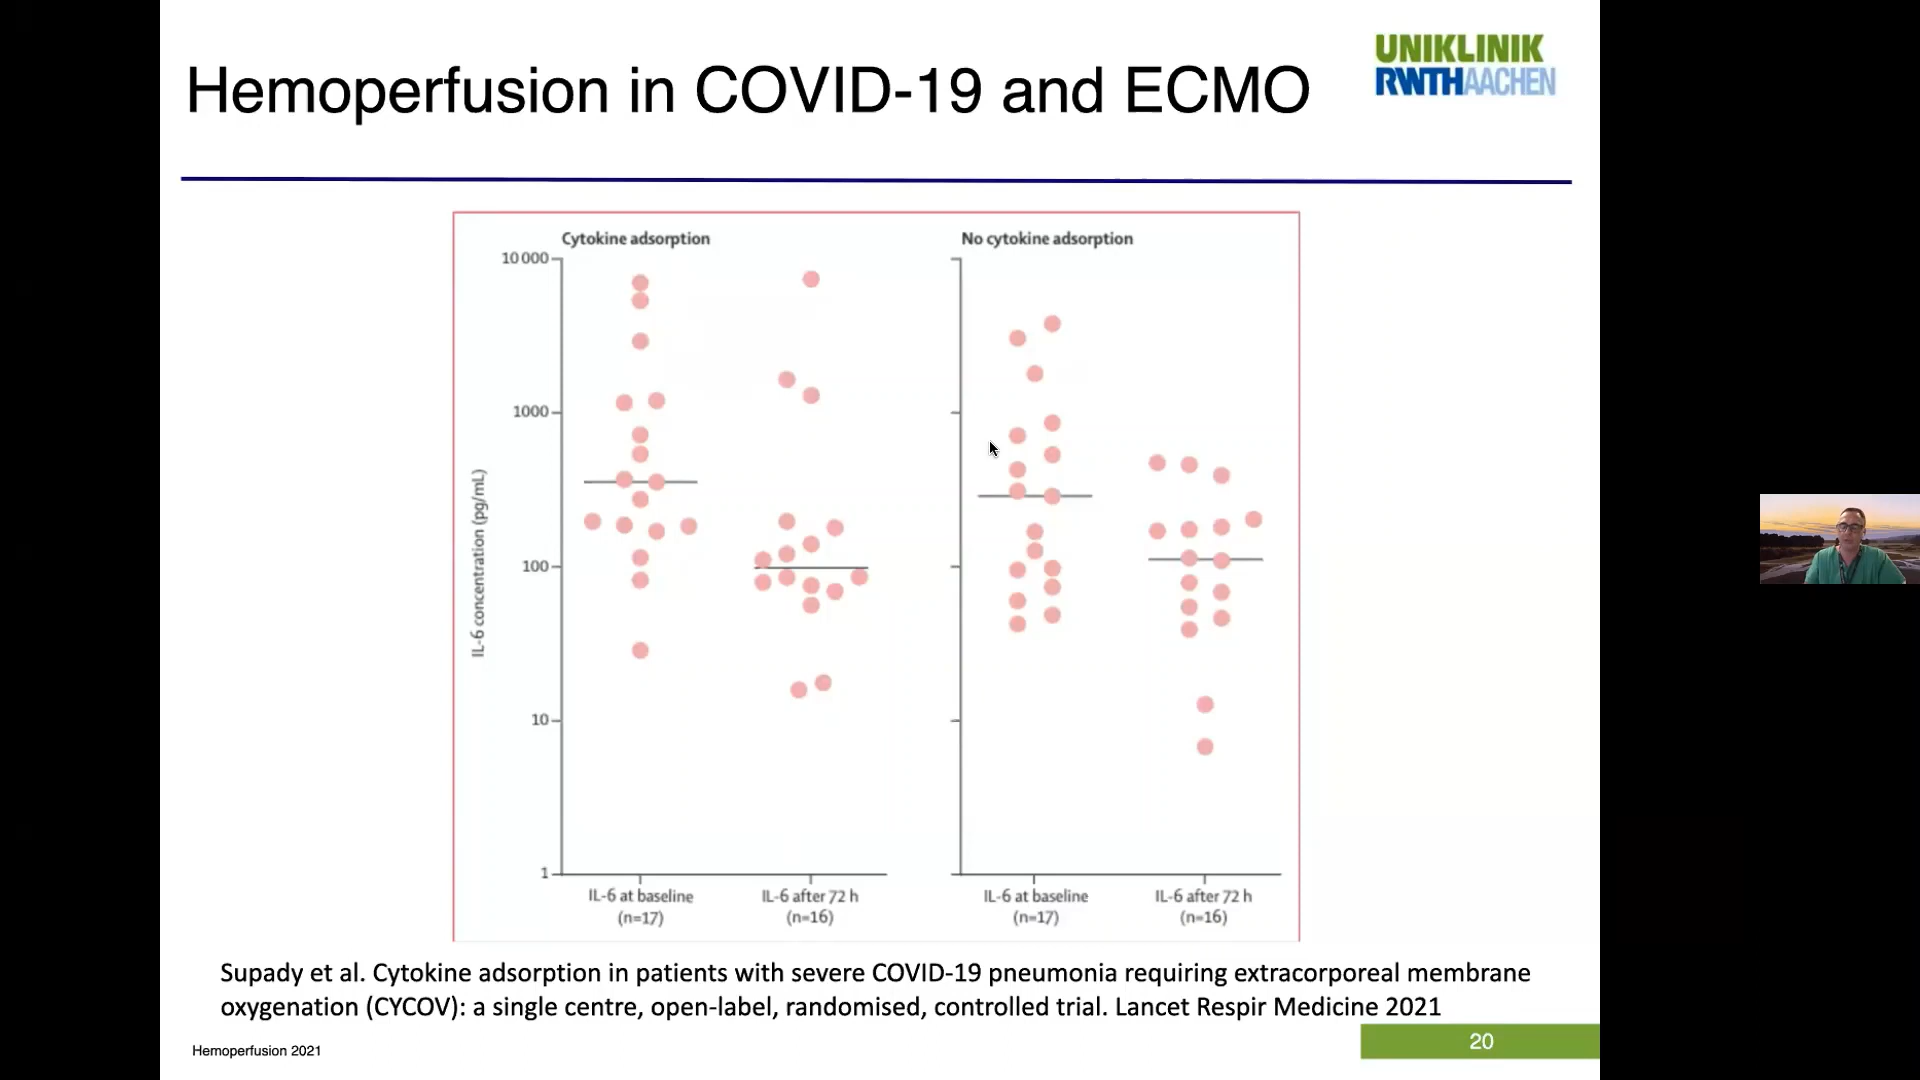 Hemoperfusion in COVID-19 and ECMO
UNIKLINIK
RWTHAACHEN
Cytokine adsorption
No cytokine adsorption
10 000
1000
100
10
1
IL-6 concentration (pg/mL)
IL-6 at baseline
(n=17)
IL-6 after 72 h
(n=16)
IL-6 at baseline
(n=17)
IL-6 after 72 h
(n=16)
Supady et al. Cytokine adsorption in patients with severe COVID-19 pneumonia requiring extracorporeal membrane
oxygenation (CYCOV): a single centre, open-label, randomised, controlled trial. Lancet Respir Medicine 2021
Hemoperfusion 2021
20